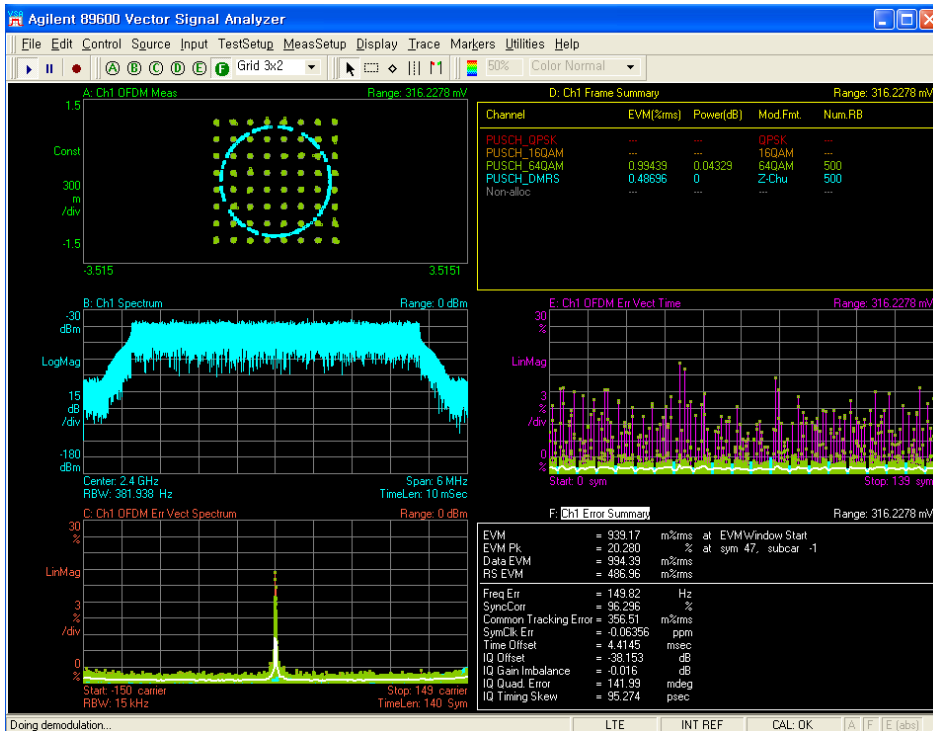 Agilent 89600 Vector Signal Analyzer
File Edit Control Source Input TestSetup MeasSetup Display Trace Markers Utilities Help
A B C D E F Grid 3x2 50% Color Normal
A: Ch1 OFDM Meas Range: 316.2278 mV
1.5
Const
300
m
/div
-1.5
-3.515 3.5151
D: Ch1 Frame Summary Range: 316.2278 mV
Channel EVM(%rms) Power(dB) Mod.Fmt. Num.RB
PUSCH_QPSK --- --- QPSK ---
PUSCH_16QAM --- --- 16QAM ---
PUSCH_64QAM 0.99439 0.04329 64QAM 500
PUSCH_DMRS 0.48696 0 Z-Chu 500
Non-alloc --- --- --- ---
B: Ch1 Spectrum Range: 0 dBm
-30
dBm
LogMag
15
dB
/div
-180
dBm
Center: 2.4 GHz Span: 6 MHz
RBW: 381.938 Hz TimeLen: 10 mSec
E: Ch1 OFDM Err Vect Time Range: 316.2278 mV
30
%
LinMag
3
%
/div
0
%
Start: 0 sym Stop: 139 sym
C: Ch1 OFDM Err Vect Spectrum Range: 0 dBm
30
%
LinMag
3
%
/div
0
%
Start: -150 carrier Stop: 149 carrier
RBW: 15 kHz TimeLen: 140 Sym
F: Ch1 Error Summary Range: 316.2278 mV
EVM = 939.17 m%rms at EVMWindow Start
EVM Pk = 20.280 % at sym 47, subcar -1
Data EVM = 994.39 m%rms
RS EVM = 486.96 m%rms
Freq Err = 149.82 Hz
SyncCorr = 96.296 %
Common Tracking Error = 356.51 m%rms
SymClk Err = -0.06356 ppm
Time Offset = 4.4145 msec
IQ Offset = -38.153 dB
IQ Gain Imbalance = -0.016 dB
IQ Quad. Error = 141.99 mdeg
IQ Timing Skew = 95.274 psec
Doing demodulation... LTE INT REF CAL: OK A F E (abs)